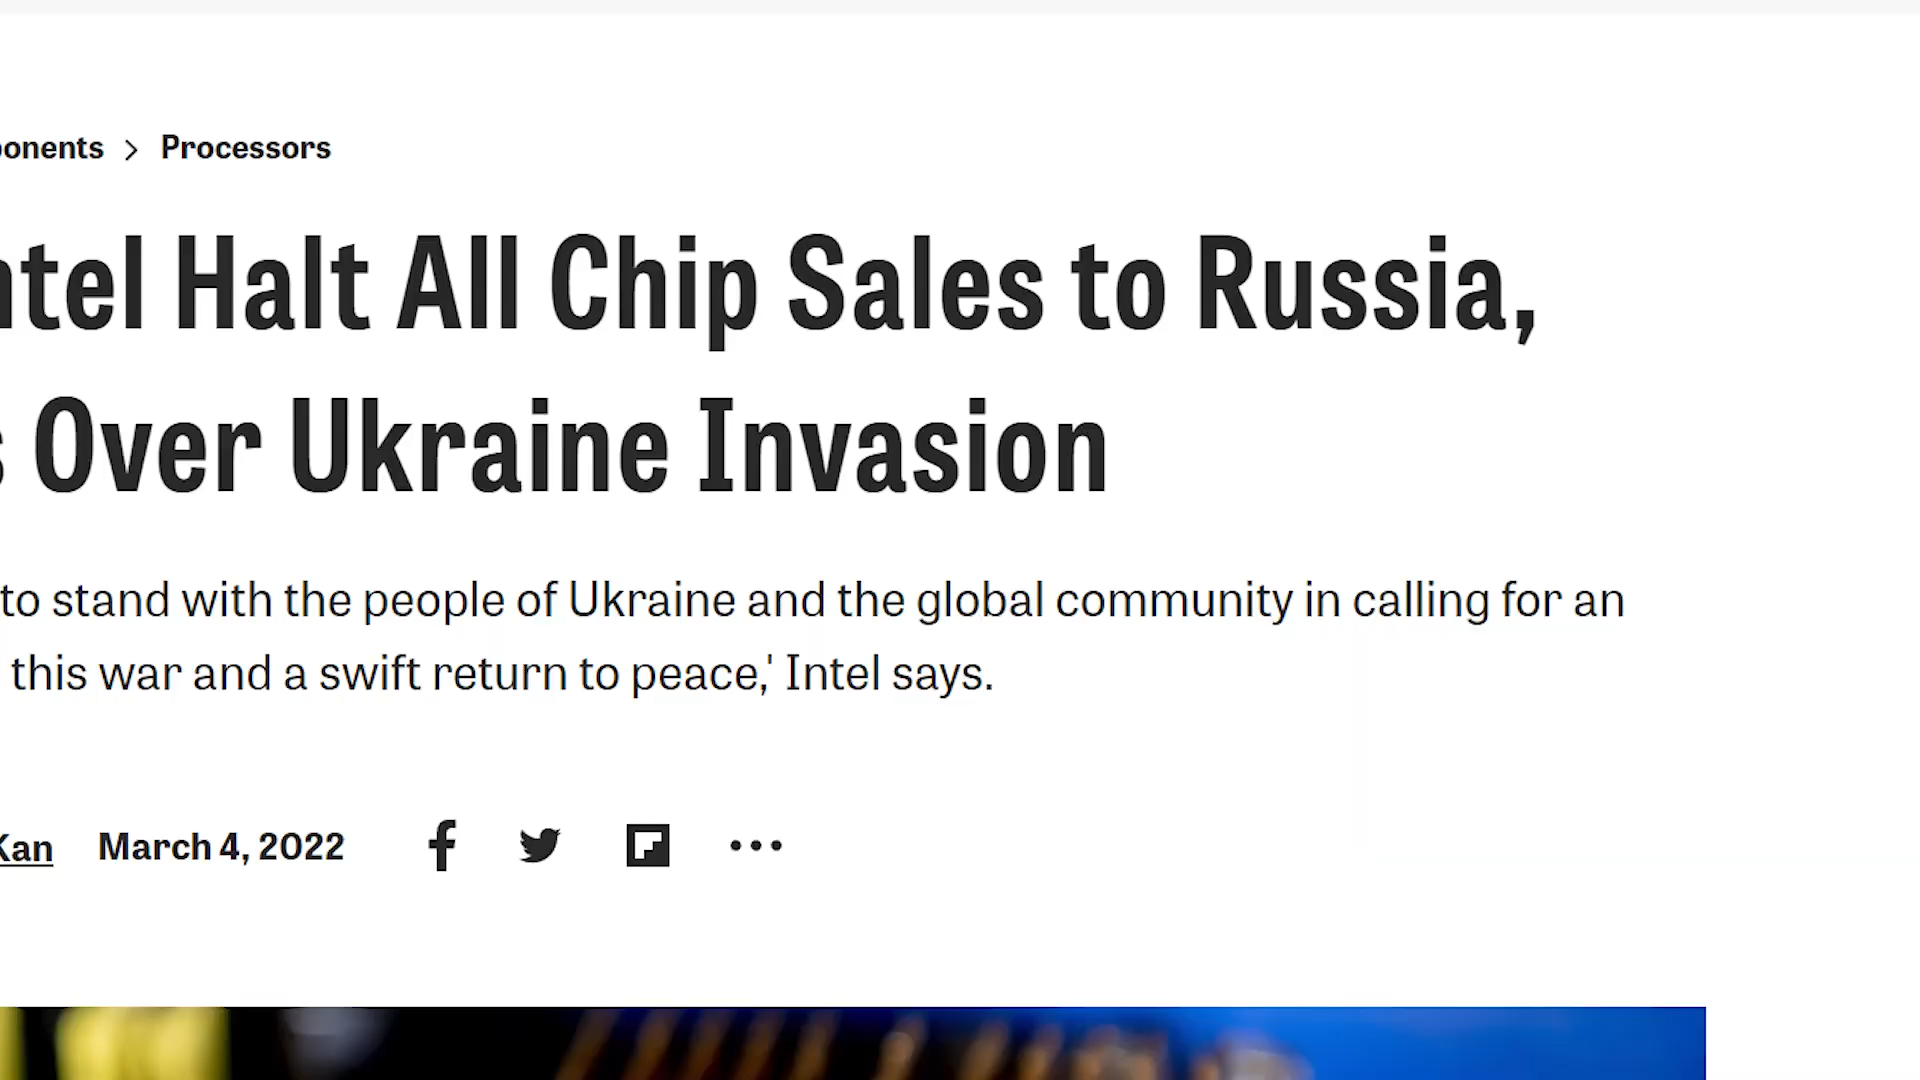 ponents > Processors
ntel Halt All Chip Sales to Russia,
s Over Ukraine Invasion
to stand with the people of Ukraine and the global community in calling for an
this war and a swift return to peace,' Intel says.
Kan March 4, 2022